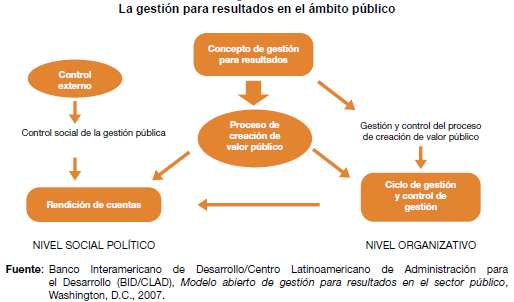 La gestión para resultados en el ámbito público
Concepto de gestión
para resultados
Control
externo
Control social de la gestión pública
Proceso de
creación de
valor público
Gestión y control del proceso
de creación de valor público
Rendición de cuentas
Ciclo de gestión
y control de
gestión
NIVEL SOCIAL POLÍTICO
NIVEL ORGANIZATIVO
Fuente: Banco Interamericano de Desarrollo/Centro Latinoamericano de Administración para
el Desarrollo (BID/CLAD), Modelo abierto de gestión para resultados en el sector público,
Washington, D.C., 2007.